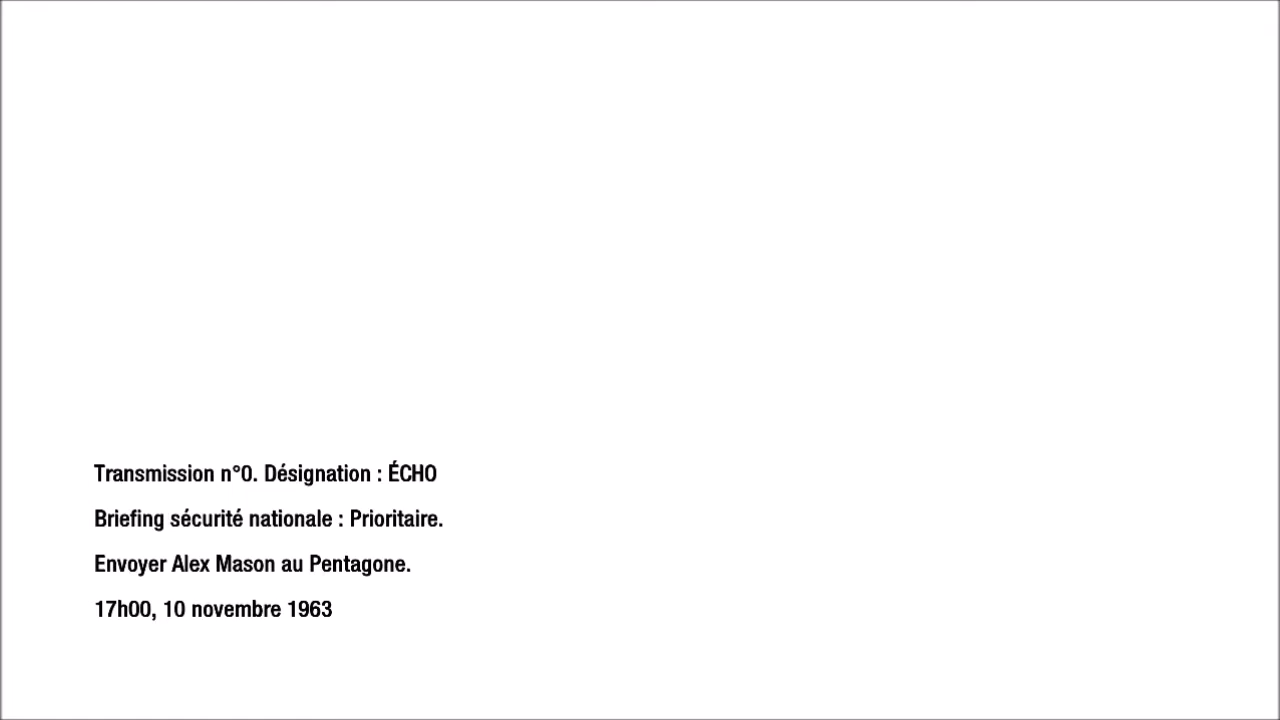 Transmission n°0. Désignation : ÉCHO
Briefing sécurité nationale : Prioritaire.
Envoyer Alex Mason au Pentagone.
17h00, 10 novembre 1963